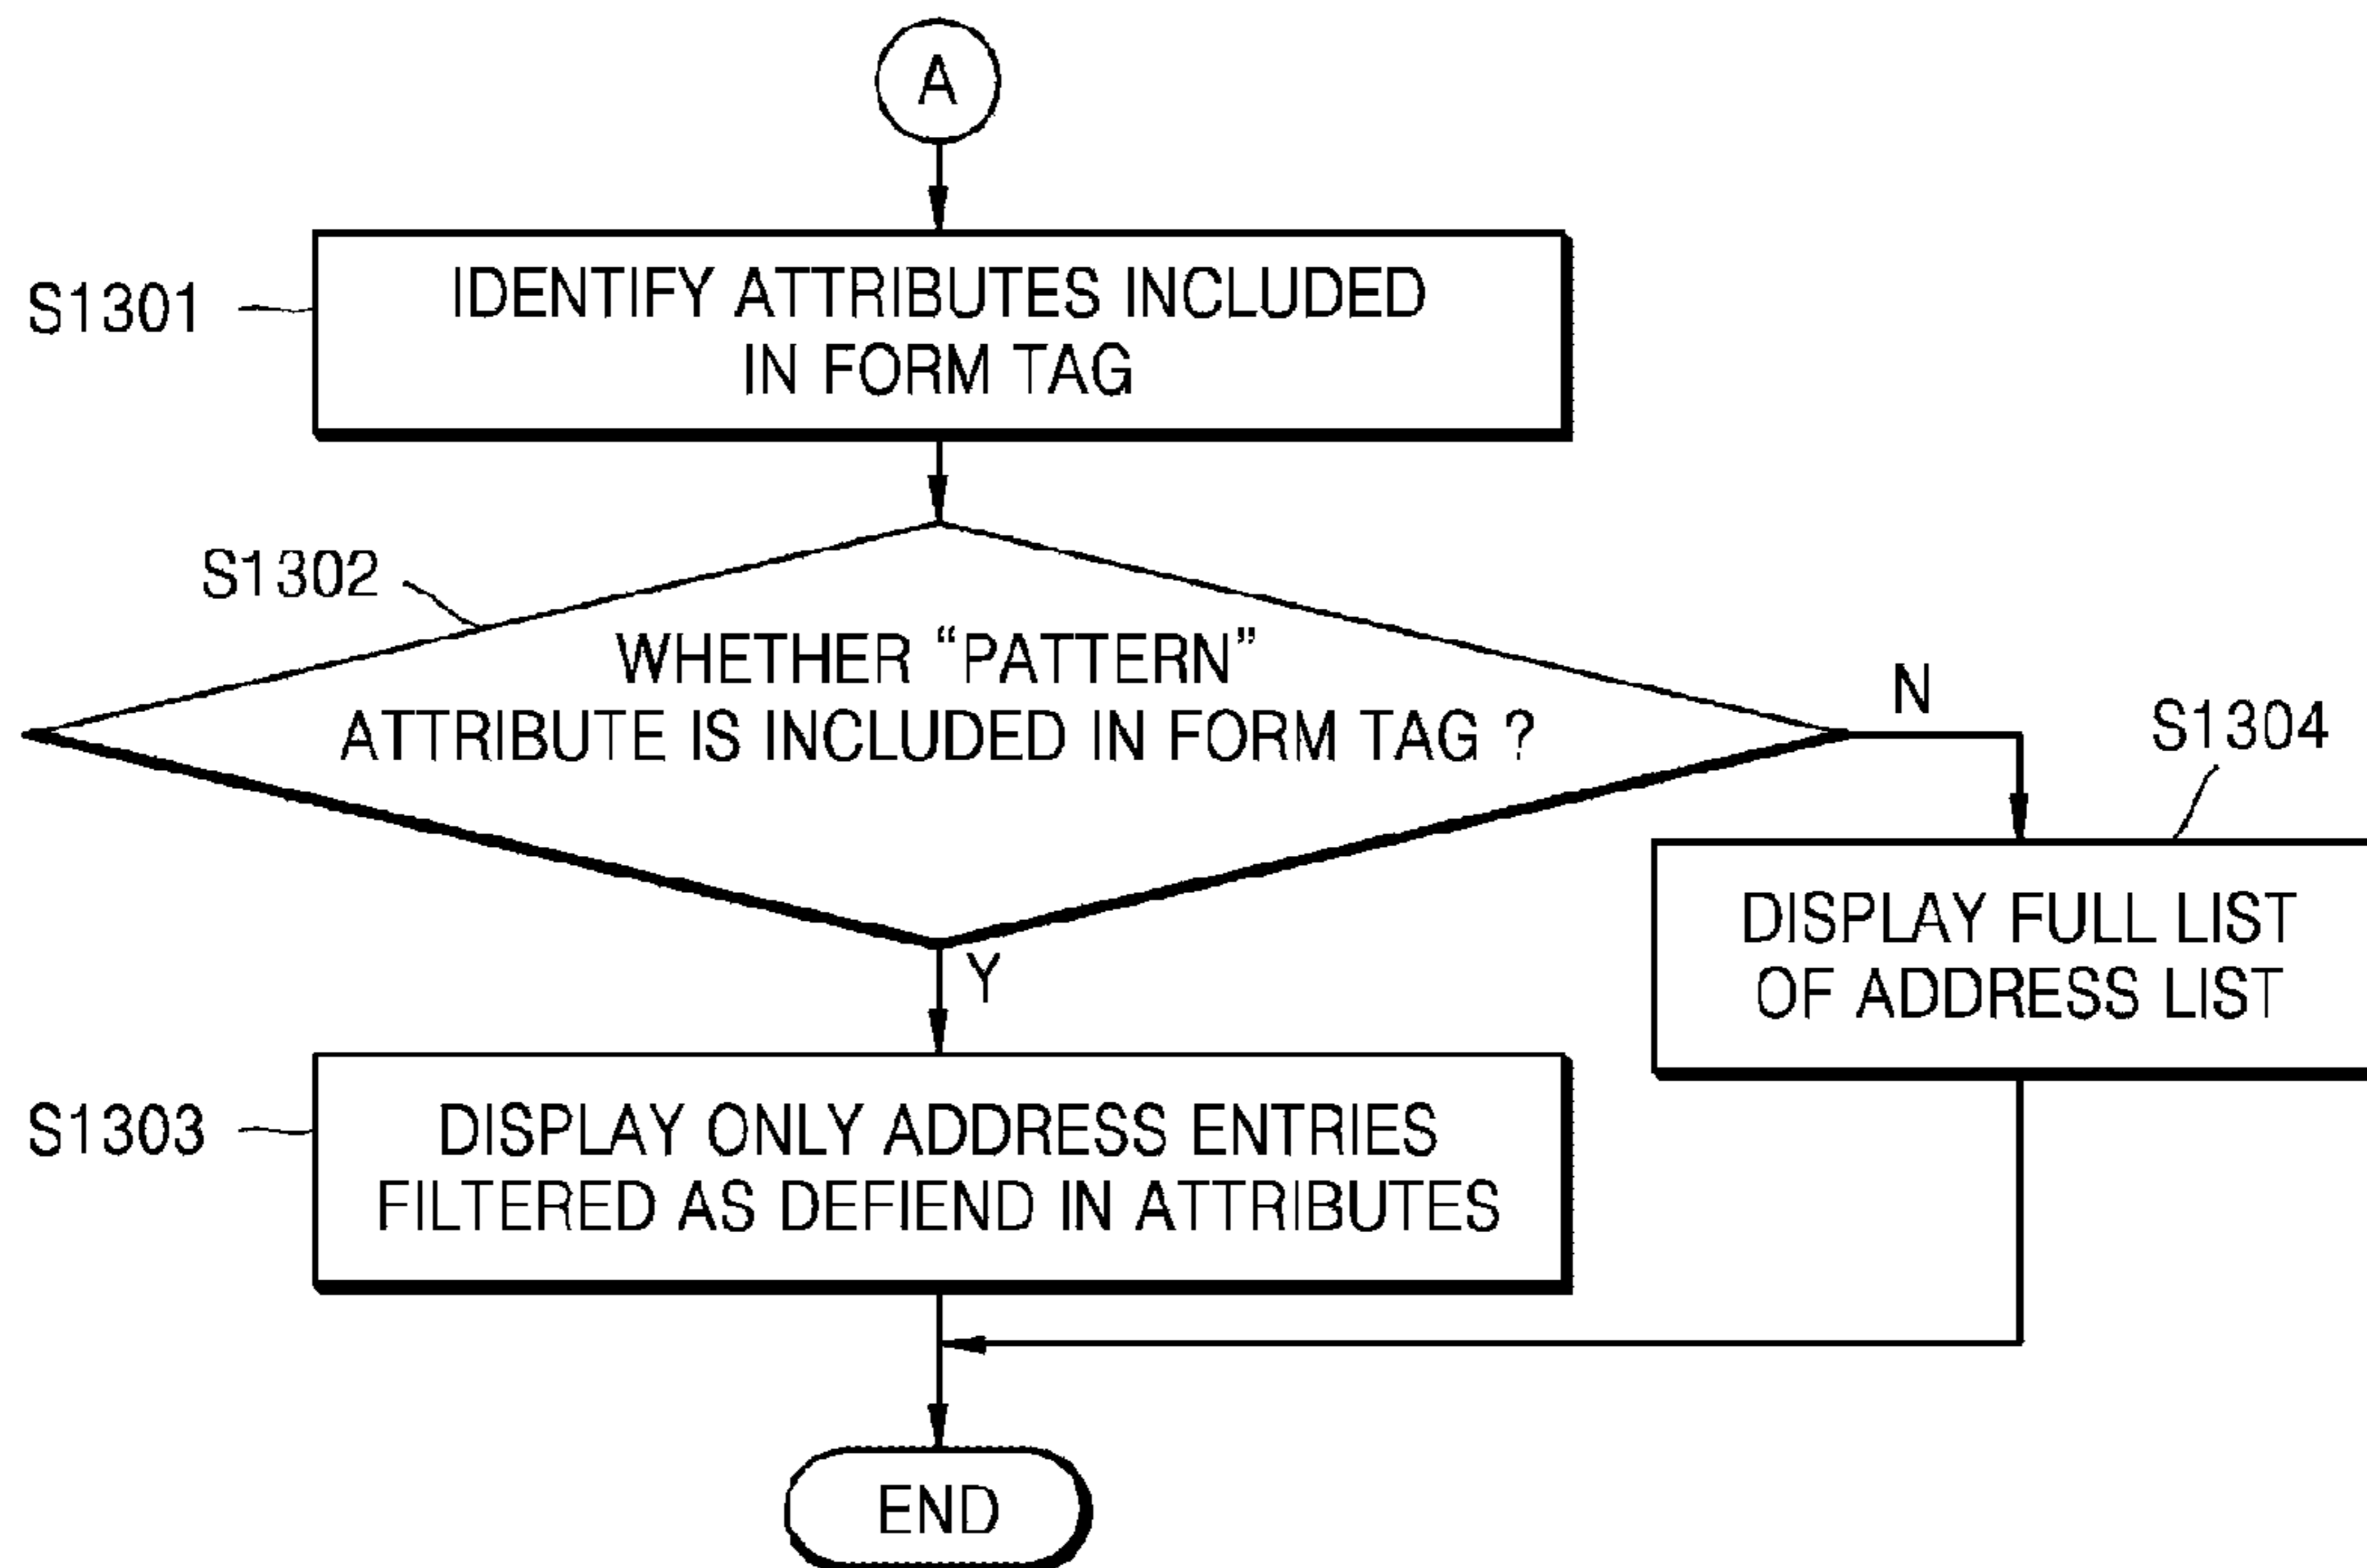 A
S1301
IDENTIFY ATTRIBUTES INCLUDED
IN FORM TAG
S1302
WHETHER “PATTERN”
ATTRIBUTE IS INCLUDED IN FORM TAG ?
N
S1304
DISPLAY FULL LIST
OF ADDRESS LIST
Y
S1303
DISPLAY ONLY ADDRESS ENTRIES
FILTERED AS DEFIEND IN ATTRIBUTES
END